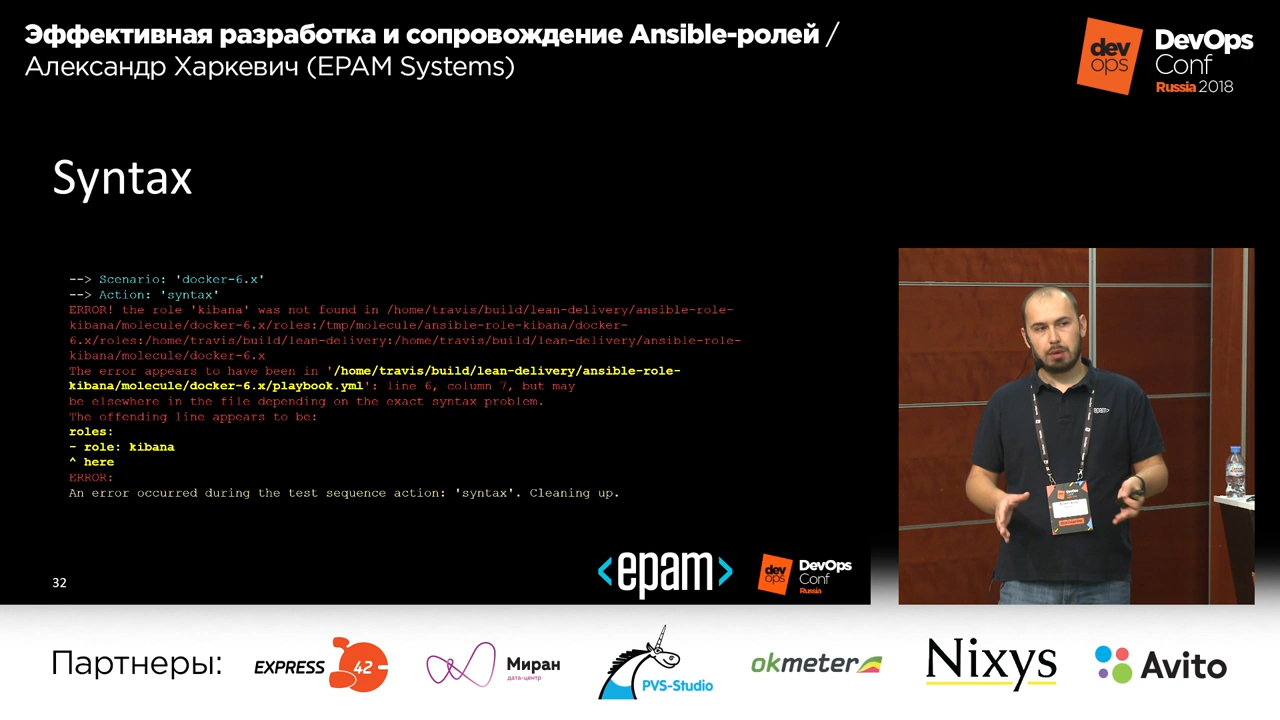 Эффективная разработка и сопровождение Ansible-ролей /
Александр Харкевич (EPAM Systems)
dev
ops
DevOps
Conf
Russia 2018
Syntax
--> Scenario: 'docker-6.x'
--> Action: 'syntax'
ERROR! the role 'kibana' was not found in /home/travis/build/lean-delivery/ansible-role-
kibana/molecule/docker-6.x/roles:/tmp/molecule/ansible-role-kibana/docker-
6.x/roles:/home/travis/build/lean-delivery:/home/travis/build/lean-delivery/ansible-role-
kibana/molecule/docker-6.x
The error appears to have been in '/home/travis/build/lean-delivery/ansible-role-
kibana/molecule/docker-6.x/playbook.yml': line 6, column 7, but may
be elsewhere in the file depending on the exact syntax problem.
The offending line appears to be:
roles:
- role: kibana
^ here
ERROR:
An error occurred during the test sequence action: 'syntax'. Cleaning up.
32
<epam>
dev
ops
DevOps
Conf
Russia
<epam>
Партнеры:
EXPRESS 42
Миран
дата-центр
PVS-Studio
okmeter
Nixys
Avito